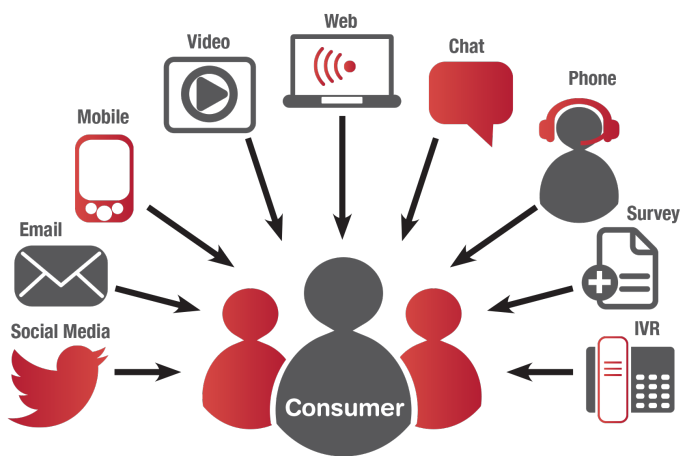 Web
Video
Chat
Phone
Mobile
Survey
Email
Social Media
IVR
Consumer